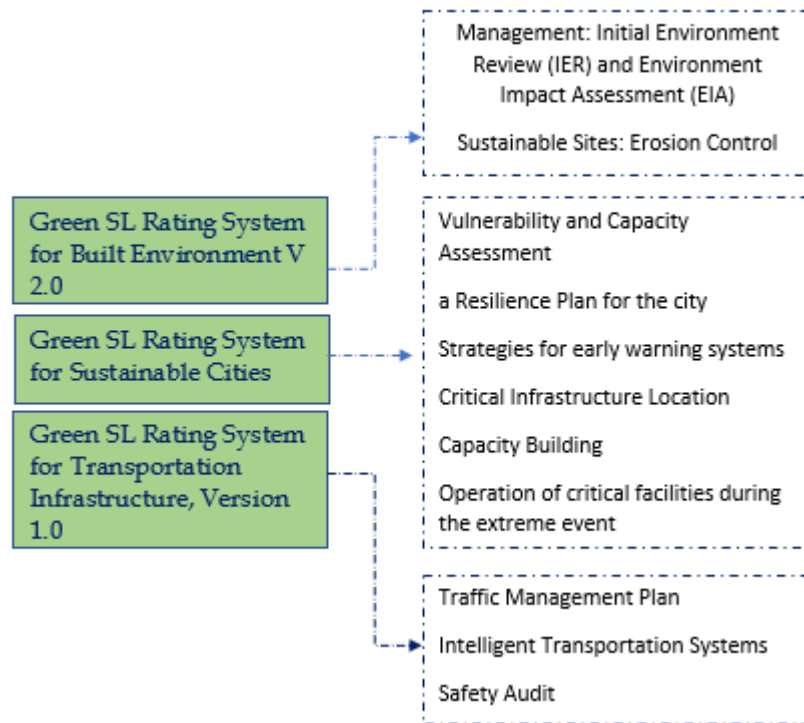 Management: Initial Environment
Review (IER) and Environment
Impact Assessment (EIA)
Sustainable Sites: Erosion Control
Green SL Rating System
for Built Environment V
2.0
Green SL Rating System
for Sustainable Cities
Green SL Rating System
for Transportation
Infrastructure, Version
1.0
Vulnerability and Capacity
Assessment
a Resilience Plan for the city
Strategies for early warning systems
Critical Infrastructure Location
Capacity Building
Operation of critical facilities during
the extreme event
Traffic Management Plan
Intelligent Transportation Systems
Safety Audit